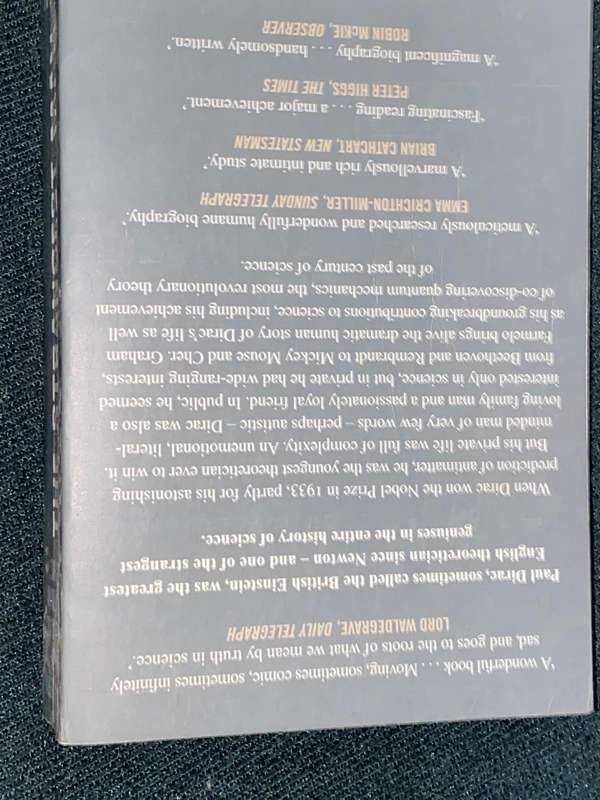 ‘A wonderful book . . . Moving, sometimes comic, sometimes infinitely
sad, and goes to the roots of what we mean by truth in science.’
LORD WALDEGRAVE, DAILY TELEGRAPH
Paul Dirac, sometimes called the British Einstein, was the greatest
English theoretician since Newton – and one of the strangest
geniuses in the entire history of science.
When Dirac won the Nobel Prize in 1933, partly for his astonishing
prediction of antimatter, he was the youngest theoretician ever to win it.
But his private life was full of complexity. An unemotional, literal-
minded man of very few words – perhaps autistic – Dirac was also a
loving family man and a passionately loyal friend. In public, he seemed
interested only in science, but in private he had wide-ranging interests,
from Beethoven and Rembrandt to Mickey Mouse and Cher. Graham
Farmelo brings alive the dramatic human story of Dirac’s life as well
as his groundbreaking contributions to science, including his achievement
of co-discovering quantum mechanics, the most revolutionary theory
of the past century of science.
‘A meticulously researched and wonderfully humane biography.’
EMMA CRICHTON-MILLER, SUNDAY TELEGRAPH
‘A marvellously rich and intimate study.’
BRIAN CATHCART, NEW STATESMAN
‘Fascinating reading . . . a major achievement.’
PETER HIGGS, THE TIMES
‘A magnificent biography . . . handsomely written.’
ROBIN McKIE, OBSERVER